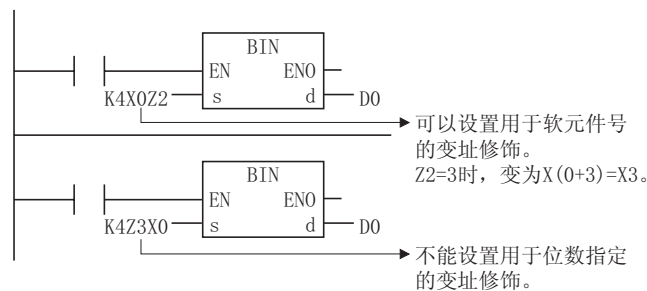 BIN
EN ENO
K4X0Z2 s d D0
可以设置用于软元件号
的变址修饰。
Z2=3时，变为X(0+3)=X3。
BIN
EN ENO
K4Z3X0 s d D0
不能设置用于位数指定
的变址修饰。